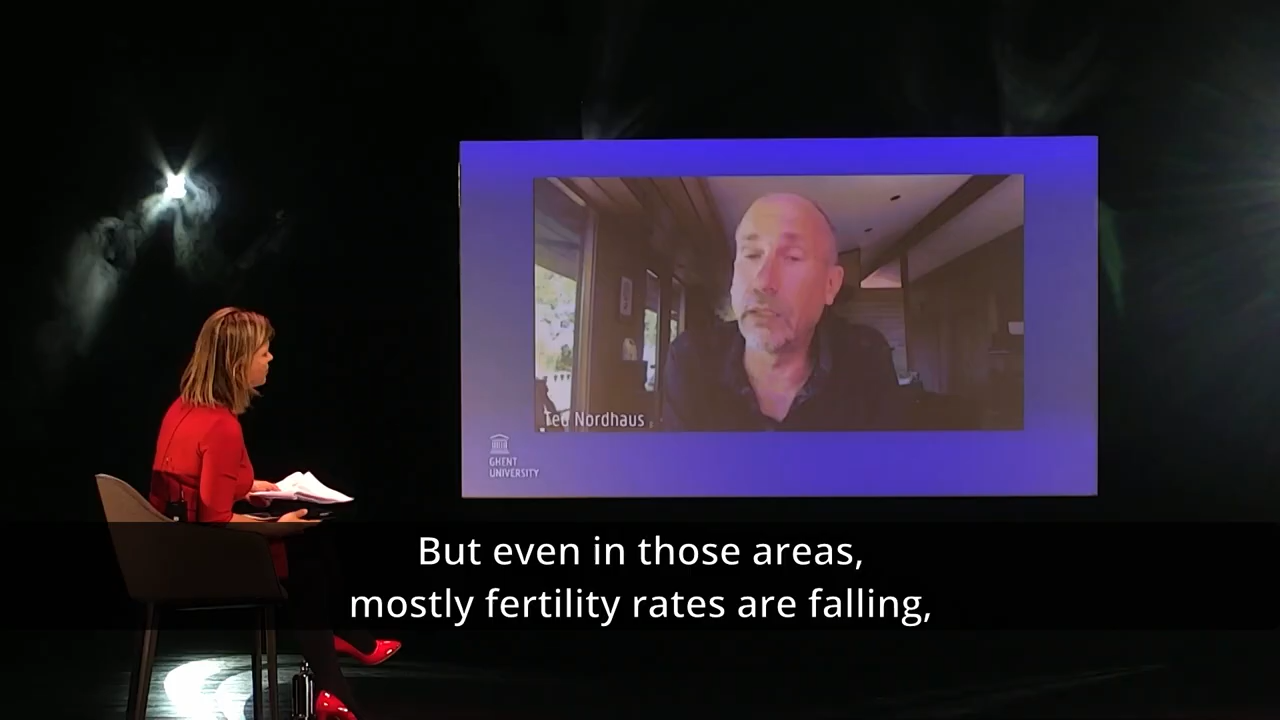 Ted Nordhaus
GHENT
UNIVERSITY
But even in those areas,
mostly fertility rates are falling,